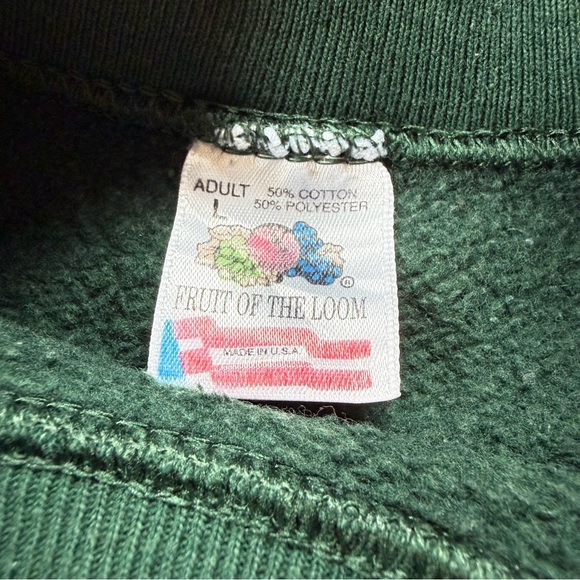 ADULT 50% COTTON
L 50% POLYESTER
®
FRUIT OF THE LOOM
MADE IN U.S.A.